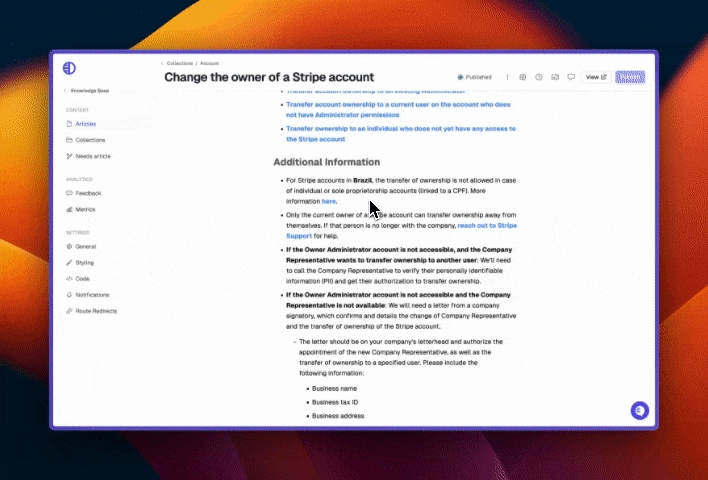 Collections / Account
Change the owner of a Stripe account
Published
View
Publish
Knowledge Base
CONTENT
Articles
Collections
Needs article
ANALYTICS
Feedback
Metrics
SETTINGS
General
Styling
Code
Notifications
Route Redirects
Transfer account ownership to an existing Administrator
Transfer account ownership to a current user on the account who does
not have Administrator permissions
Transfer ownership to an individual who does not yet have any access to
the Stripe account
Additional Information
For Stripe accounts in Brazil, the transfer of ownership is not allowed in case
of individual or sole proprietorship accounts (linked to a CPF). More
information here.
Only the current owner of a pe account can transfer ownership away from
themselves. If that person is no longer with the company, reach out to Stripe
Support for help.
If the Owner Administrator account is not accessible, and the Company
Representative wants to transfer ownership to another user: We'll need
to call the Company Representative to verify their personally identifiable
information (PII) and get their authorization to transfer ownership.
If the Owner Administrator account is not accessible and the Company
Representative is not available: We will need a letter from a company
signatory, which confirms and details the change of Company Representative
and the transfer of ownership of the Stripe account.
The letter should be on your company's letterhead and authorize the
appointment of the new Company Representative, as well as the
transfer of ownership to a specified user. Please include the
following information:
Business name
Business tax ID
Business address